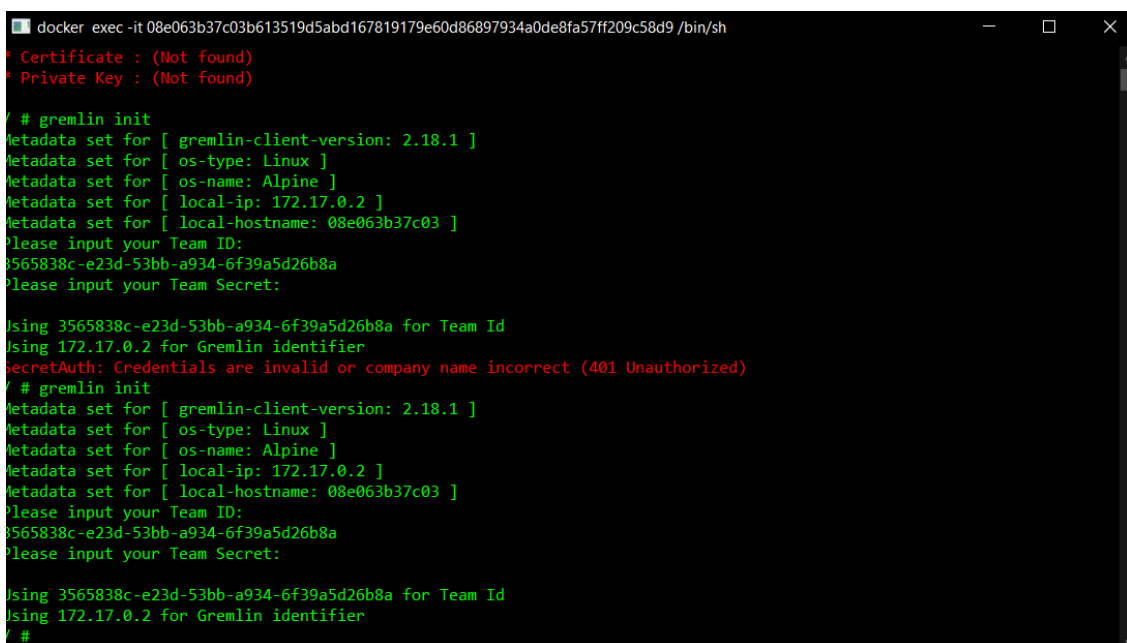 docker exec -it 08e063b37c03b613519d5abd167819179e60d86897934a0de8fa57ff209c58d9 /bin/sh
* Certificate : (Not found)
* Private Key : (Not found)
/ # gremlin init
Metadata set for [ gremlin-client-version: 2.18.1 ]
Metadata set for [ os-type: Linux ]
Metadata set for [ os-name: Alpine ]
Metadata set for [ local-ip: 172.17.0.2 ]
Metadata set for [ local-hostname: 08e063b37c03 ]
Please input your Team ID:
3565838c-e23d-53bb-a934-6f39a5d26b8a
Please input your Team Secret:
Using 3565838c-e23d-53bb-a934-6f39a5d26b8a for Team Id
Using 172.17.0.2 for Gremlin identifier
SecretAuth: Credentials are invalid or company name incorrect (401 Unauthorized)
/ # gremlin init
Metadata set for [ gremlin-client-version: 2.18.1 ]
Metadata set for [ os-type: Linux ]
Metadata set for [ os-name: Alpine ]
Metadata set for [ local-ip: 172.17.0.2 ]
Metadata set for [ local-hostname: 08e063b37c03 ]
Please input your Team ID:
3565838c-e23d-53bb-a934-6f39a5d26b8a
Please input your Team Secret:
Using 3565838c-e23d-53bb-a934-6f39a5d26b8a for Team Id
Using 172.17.0.2 for Gremlin identifier
/ #